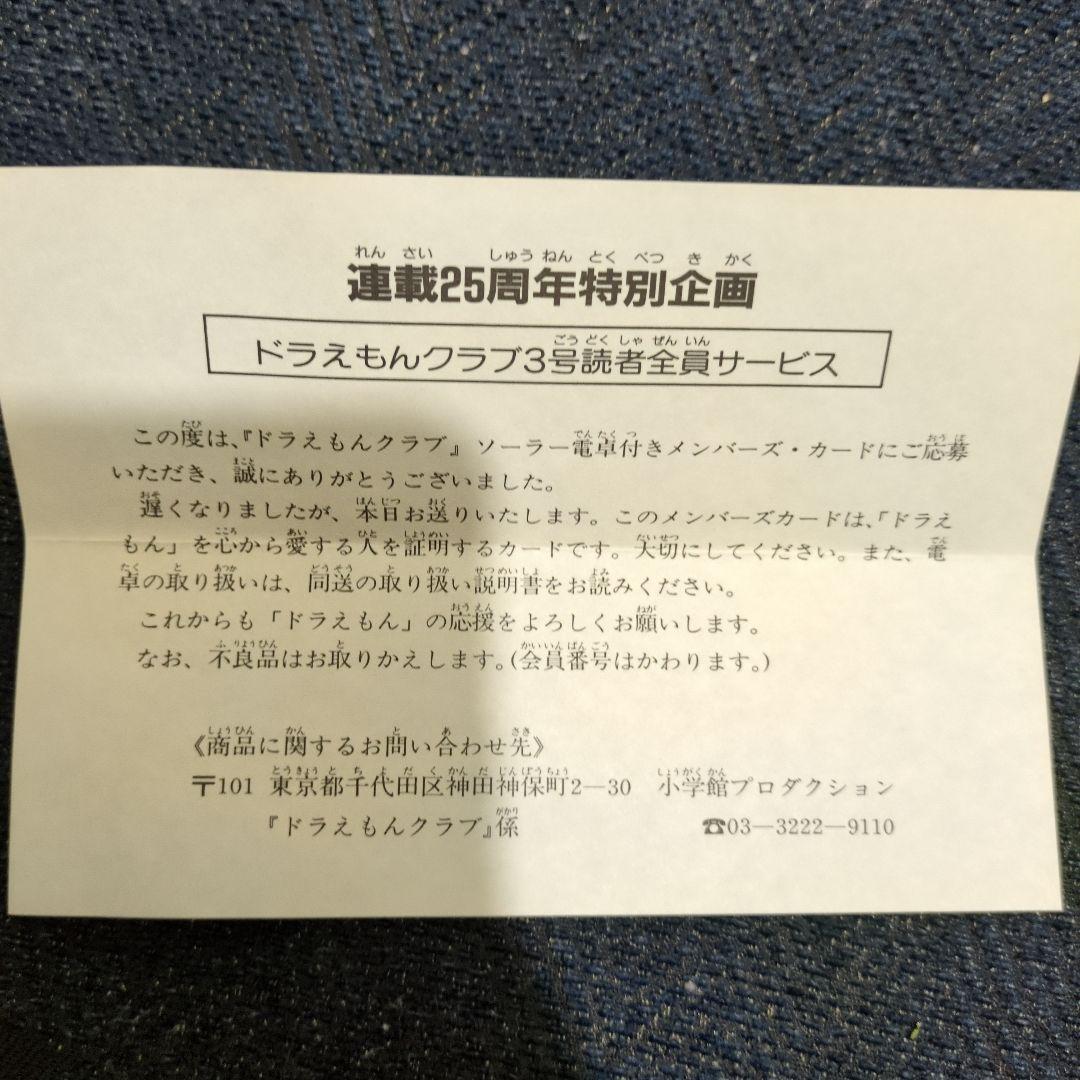 連載25周年特別企画
ドラえもんクラブ3号読者全員サービス
この度は、『ドラえもんクラブ』ソーラー電卓付きメンバーズ・カードにご応募
いただき、誠にありがとうございました。
遅くなりましたが、本日お送りいたします。このメンバーズカードは、「ドラえ
もん」を心から愛する人を証明するカードです。大切にしてください。また、電
卓の取り扱いは、同送の取り扱い説明書をお読みください。
これからも「ドラえもん」の応援をよろしくお願いします。
なお、不良品はお取りかえします。(会員番号はかわります。)
《商品に関するお問い合わせ先》
〒101 東京都千代田区神田神保町2―30 小学館プロダクション
『ドラえもんクラブ』係 ☎03―3222―9110